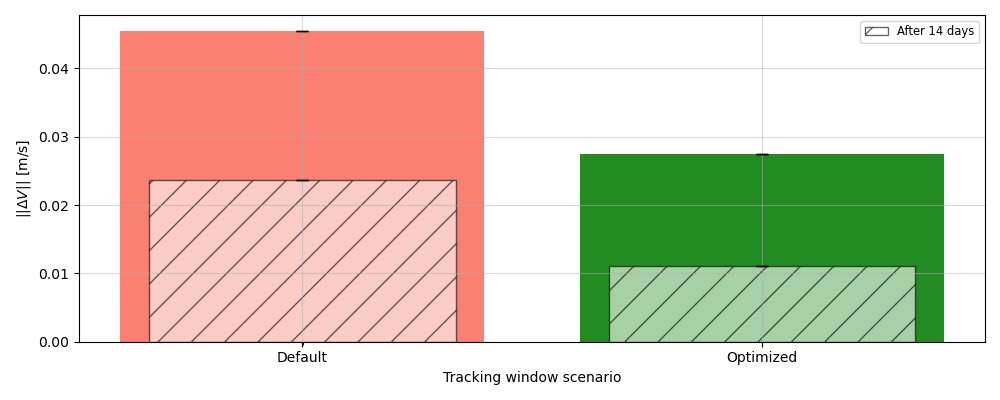 After 14 days
||ΔV|| [m/s]
0.04
0.03
0.02
0.01
0.00
Default
Optimized
Tracking window scenario